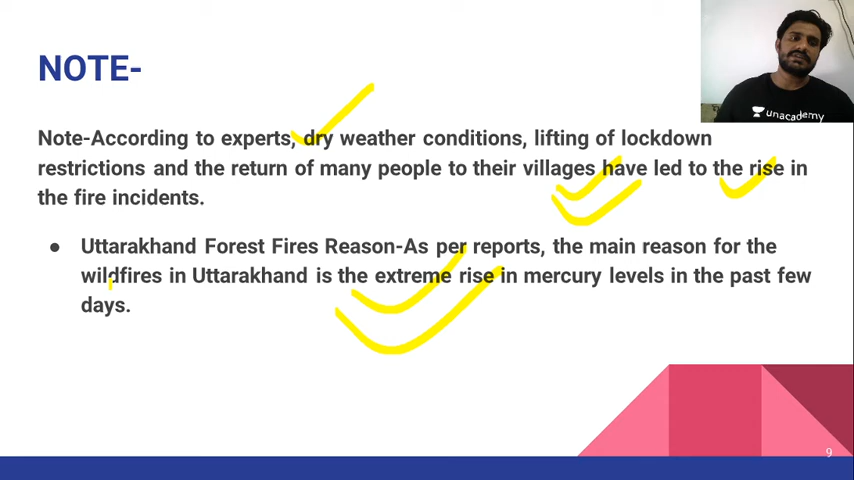 NOTE-
unacademy
Note-According to experts, dry weather conditions, lifting of lockdown
restrictions and the return of many people to their villages have led to the rise in
the fire incidents.
● Uttarakhand Forest Fires Reason-As per reports, the main reason for the
wildfires in Uttarakhand is the extreme rise in mercury levels in the past few
days.
9